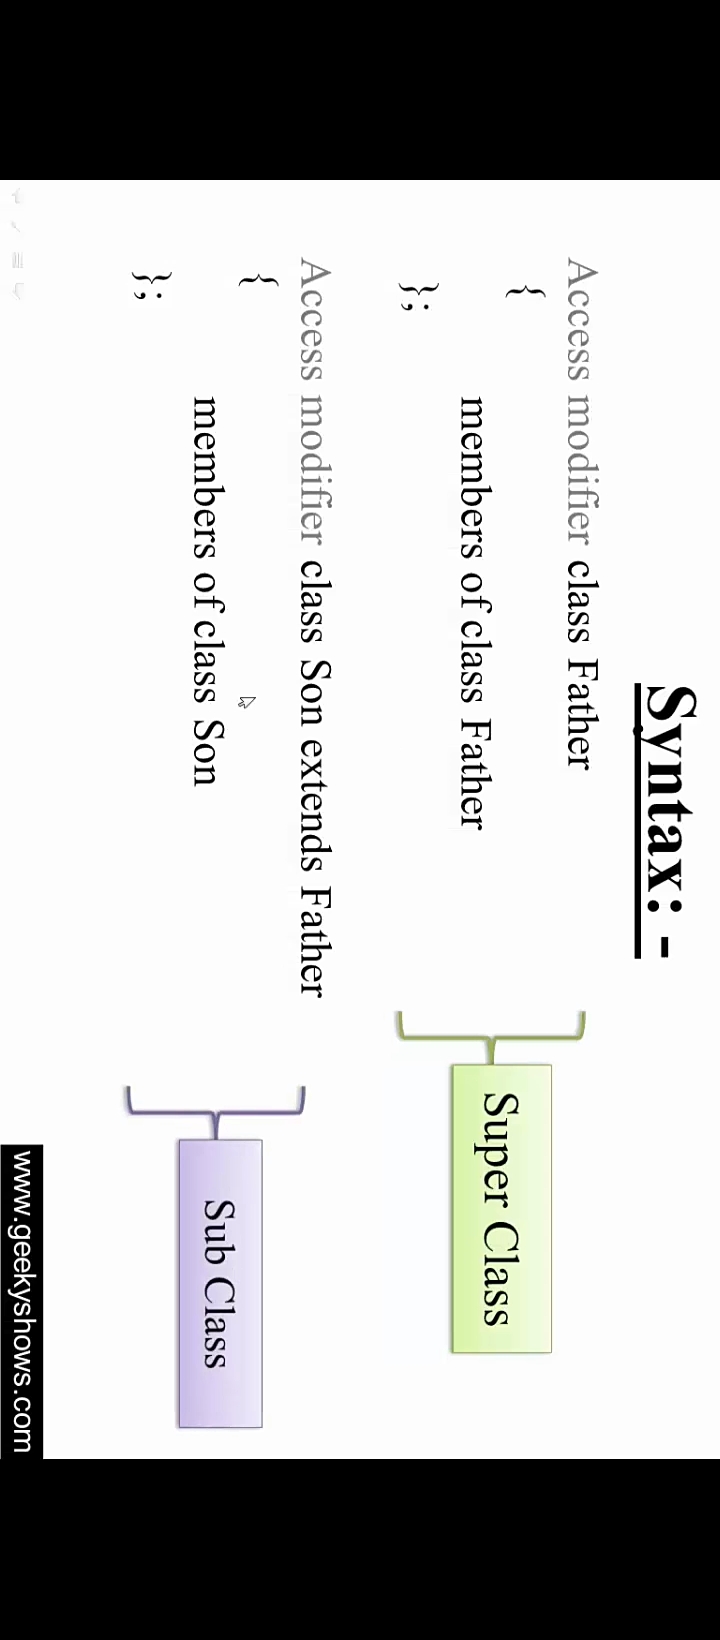 Syntax: -
Access modifier class Father
{
members of class Father
};
Super Class
Access modifier class Son extends Father
{
members of class Son
};
Sub Class
www.geekyshows.com